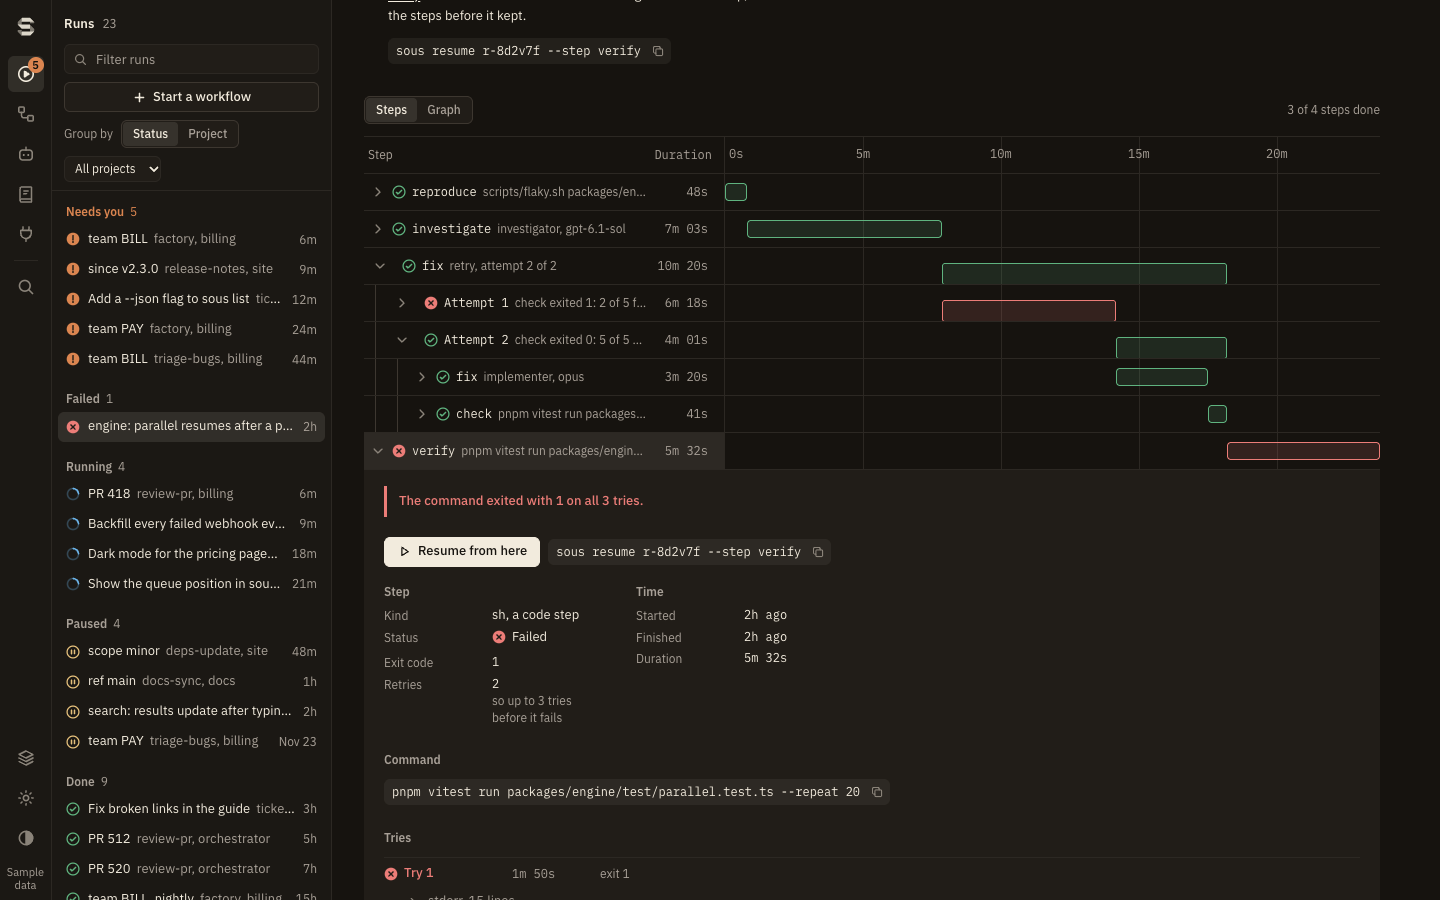 5
Sample
data
Runs 23
Filter runs
Start a workflow
Group by Status Project
All projects
Needs you 5
team BILL factory, billing 6m
since v2.3.0 release-notes, site 9m
Add a --json flag to sous list tic... 12m
team PAY factory, billing 24m
team BILL triage-bugs, billing 44m
Failed 1
engine: parallel resumes after a p... 2h
Running 4
PR 418 review-pr, billing 6m
Backfill every failed webhook ev... 9m
Dark mode for the pricing page... 18m
Show the queue position in sou... 21m
Paused 4
scope minor deps-update, site 48m
ref main docs-sync, docs 1h
search: results update after typin... 2h
team PAY triage-bugs, billing Nov 23
Done 9
Fix broken links in the guide ticke... 3h
PR 512 review-pr, orchestrator 5h
PR 520 review-pr, orchestrator 7h
team BILL, nightly factory, billing 15h
the steps before it kept.
sous resume r-8d2v7f --step verify
Steps Graph 3 of 4 steps done
Step Duration 0s 5m 10m 15m 20m
reproduce scripts/flaky.sh packages/en... 48s
investigate investigator, gpt-6.1-sol 7m 03s
fix retry, attempt 2 of 2 10m 20s
Attempt 1 check exited 1: 2 of 5 f... 6m 18s
Attempt 2 check exited 0: 5 of 5 ... 4m 01s
fix implementer, opus 3m 20s
check pnpm vitest run packages... 41s
verify pnpm vitest run packages/engin... 5m 32s
The command exited with 1 on all 3 tries.
Resume from here sous resume r-8d2v7f --step verify
Step Time
Kind sh, a code step Started 2h ago
Status Failed Finished 2h ago
Exit code 1 Duration 5m 32s
Retries 2
so up to 3 tries
before it fails
Command
pnpm vitest run packages/engine/test/parallel.test.ts --repeat 20
Tries
Try 1 1m 50s exit 1
stderr 15 lines